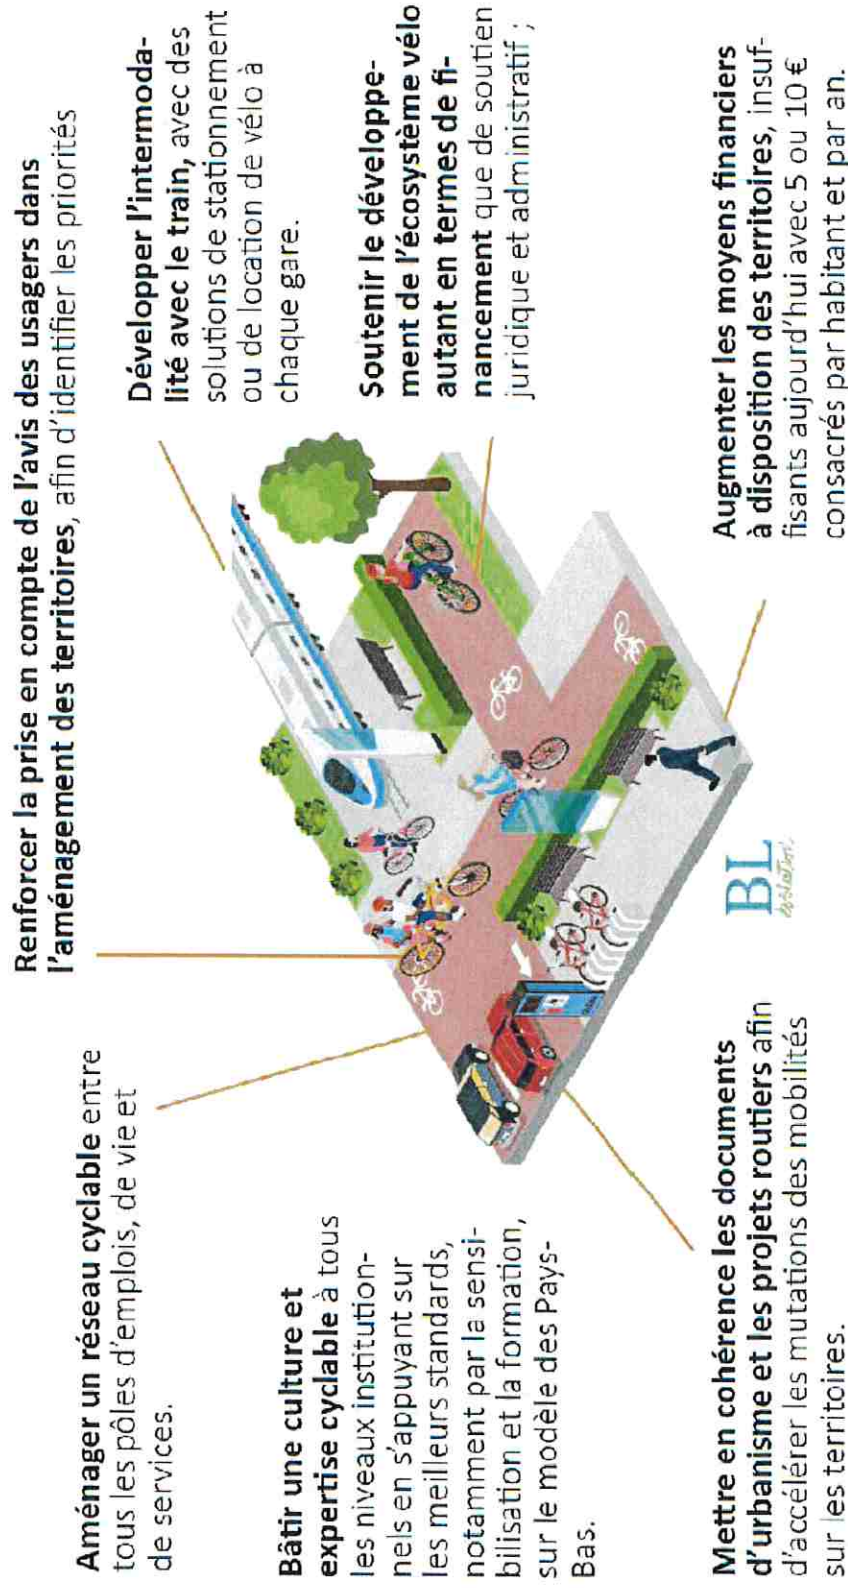 Renforcer la prise en compte de l'avis des usagers dans
l'aménagement des territoires, afin d'identifier les priorités
Aménager un réseau cyclable entre
tous les pôles d'emplois, de vie et
de services.
Développer l'intermoda-
lité avec le train, avec des
solutions de stationnement
ou de location de vélo à
chaque gare.
Bâtir une culture et
expertise cyclable à tous
les niveaux institution-
nels en s'appuyant sur
les meilleurs standards,
notamment par la sensi-
bilisation et la formation,
sur le modèle des Pays-
Bas.
Soutenir le développe-
ment de l'écosystème vélo
autant en termes de fi-
nancement que de soutien
juridique et administratif ;
Mettre en cohérence les documents
d'urbanisme et les projets routiers afin
d'accélérer les mutations des mobilités
sur les territoires.
BL
évolution
Augmenter les moyens financiers
à disposition des territoires, insuf-
fisants aujourd'hui avec 5 ou 10 €
consacrés par habitant et par an.